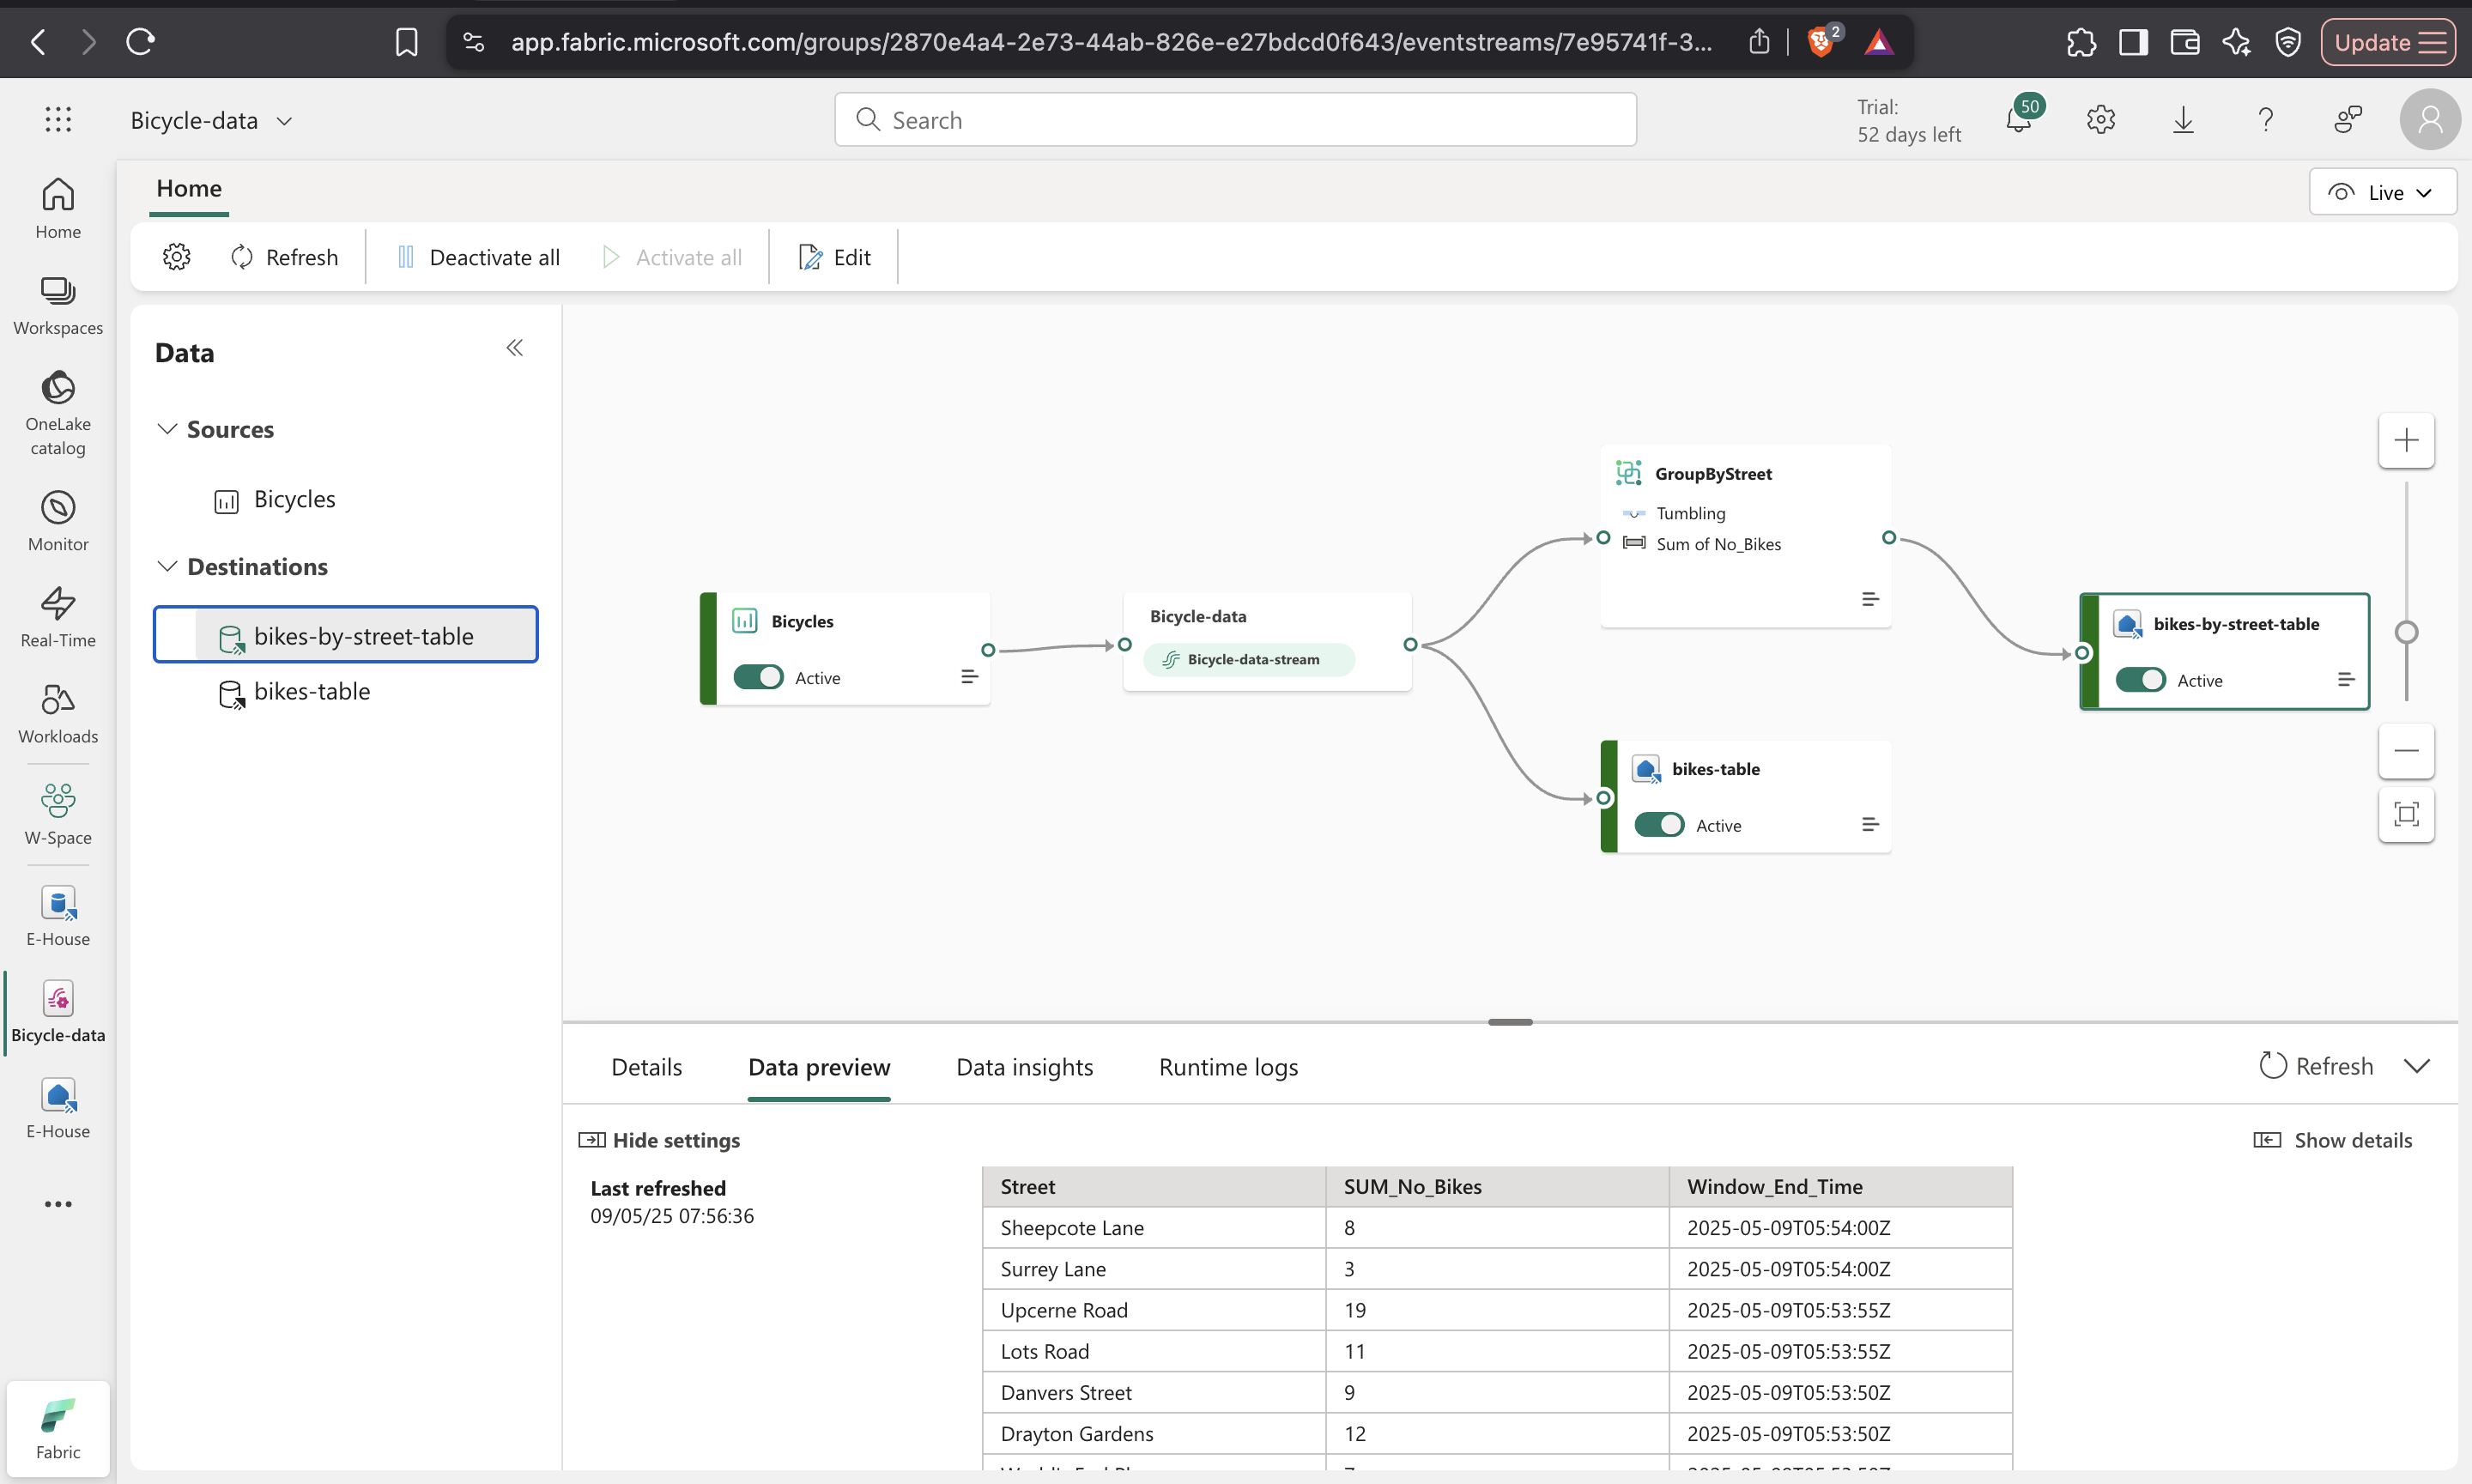 app.fabric.microsoft.com/groups/2870e4a4-2e73-44ab-826e-e27bdcd0f643/eventstreams/7e95741f-3...
2
Update
Bicycle-data
Search
Trial:
52 days left
50
Home
Live
Refresh
Deactivate all
Activate all
Edit
Home
Workspaces
OneLake
catalog
Monitor
Real-Time
Workloads
W-Space
E-House
Bicycle-data
E-House
Fabric
Data
Sources
Bicycles
Destinations
bikes-by-street-table
bikes-table
Bicycles
Active
Bicycle-data
Bicycle-data-stream
GroupByStreet
Tumbling
Sum of No_Bikes
bikes-by-street-table
Active
bikes-table
Active
Details
Data preview
Data insights
Runtime logs
Refresh
Hide settings
Show details
Last refreshed
09/05/25 07:56:36
Street SUM_No_Bikes Window_End_Time
Sheepcote Lane 8 2025-05-09T05:54:00Z
Surrey Lane 3 2025-05-09T05:54:00Z
Upcerne Road 19 2025-05-09T05:53:55Z
Lots Road 11 2025-05-09T05:53:55Z
Danvers Street 9 2025-05-09T05:53:50Z
Drayton Gardens 12 2025-05-09T05:53:50Z